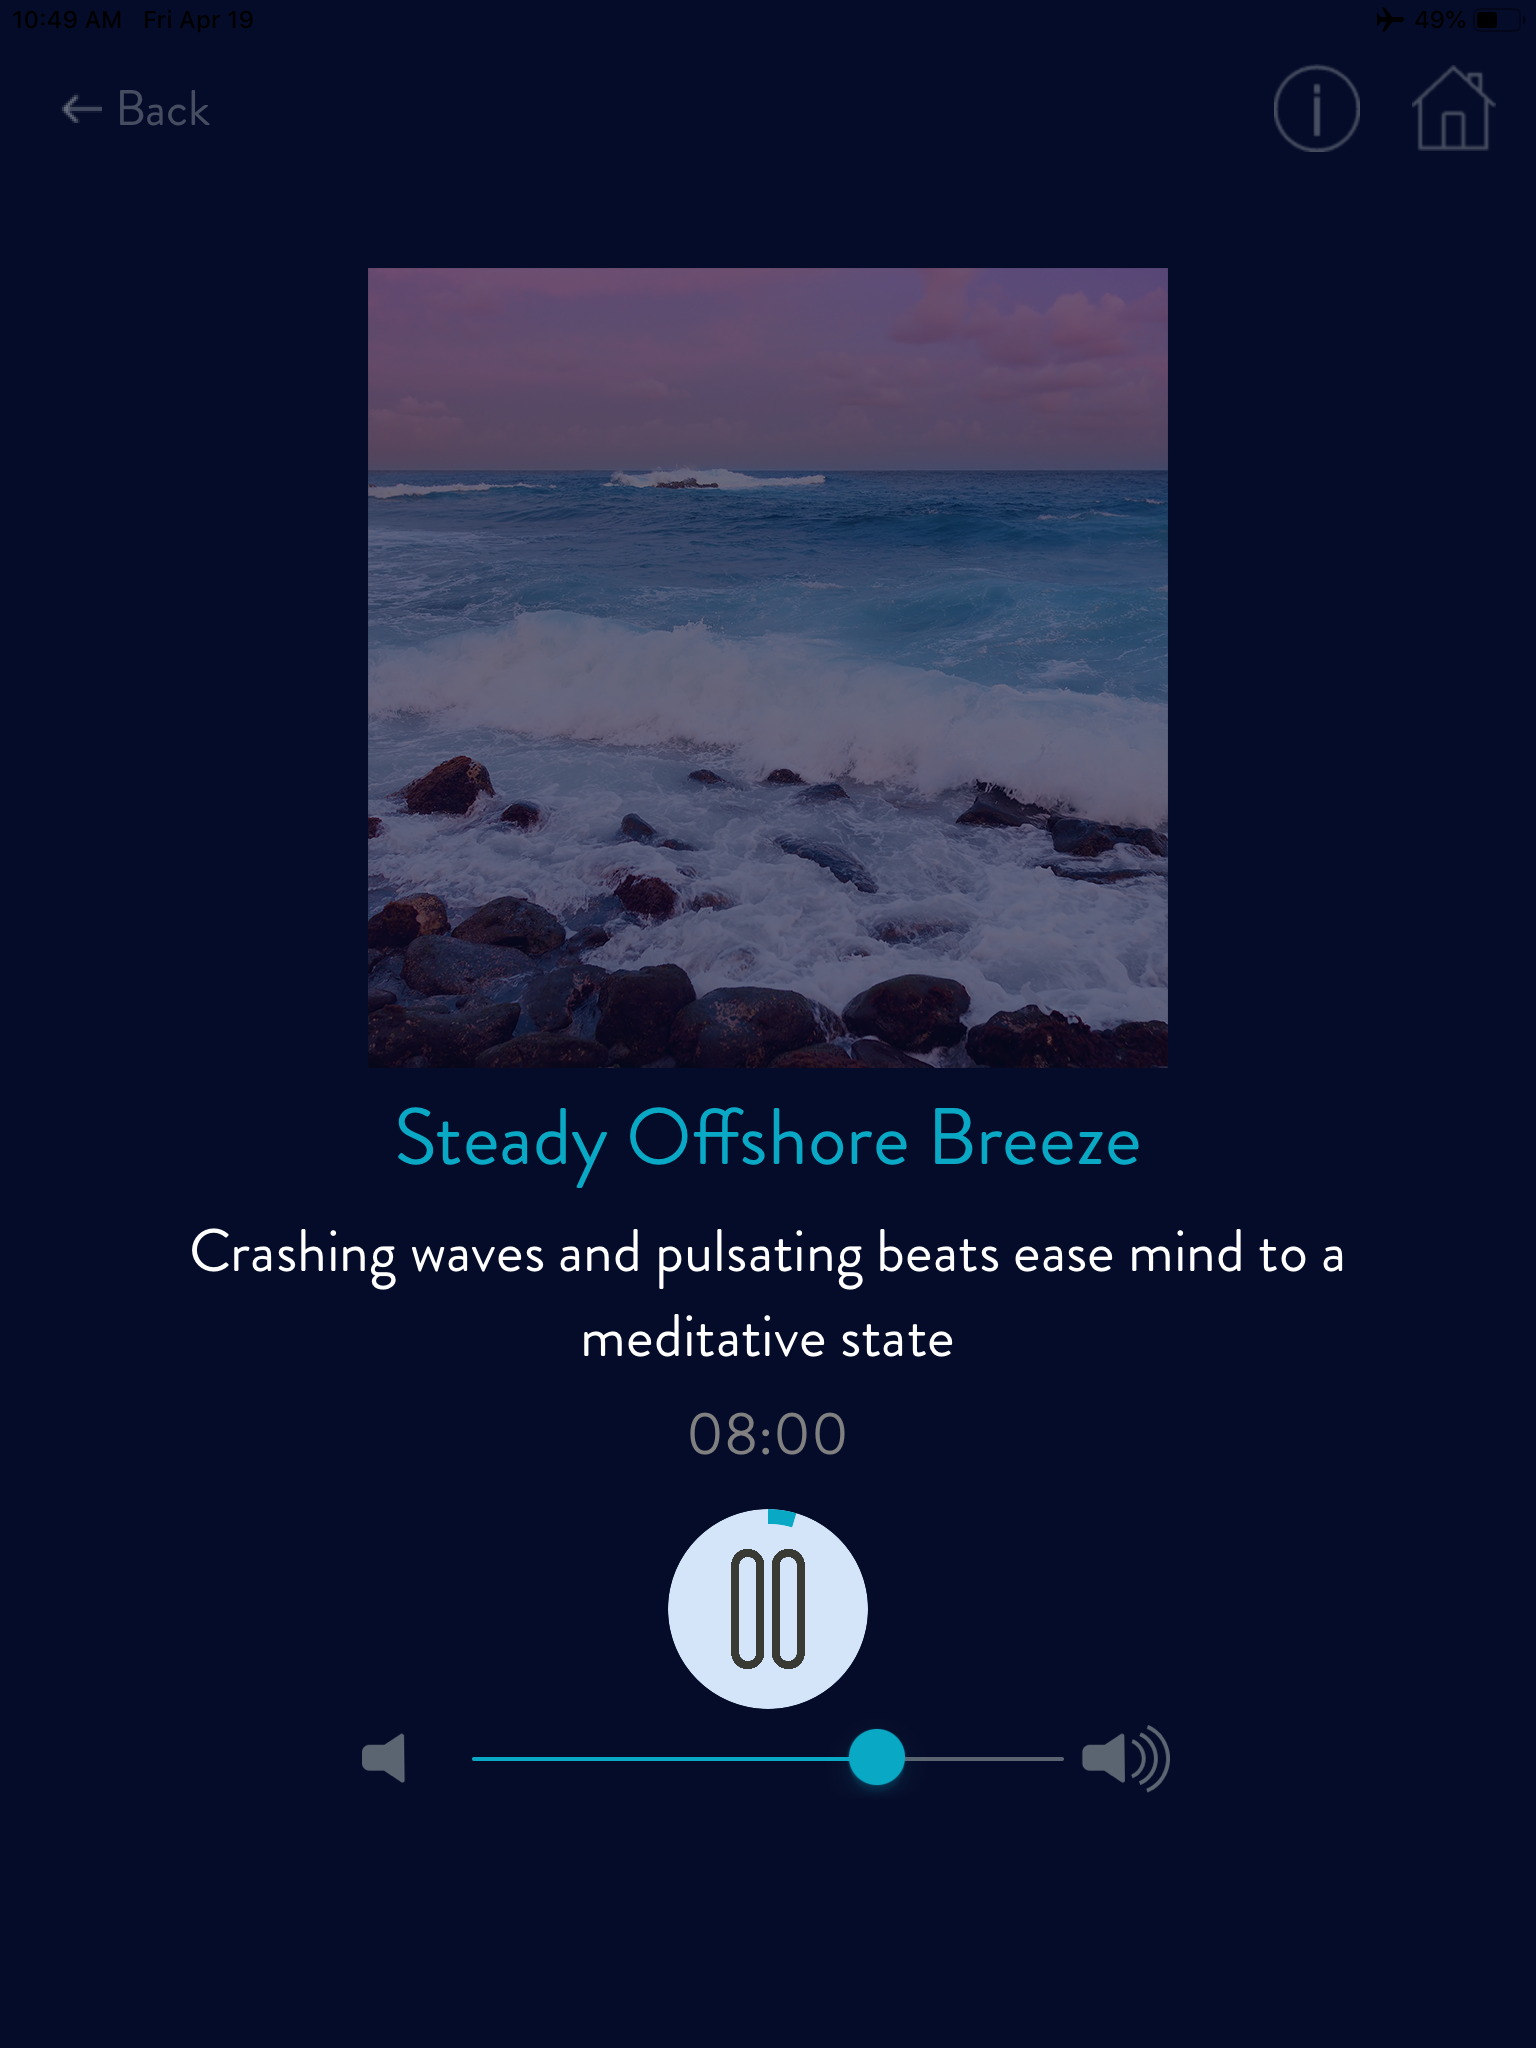 10:49 AM Fri Apr 19 49%
Back
Steady Offshore Breeze
Crashing waves and pulsating beats ease mind to a
meditative state
08:00